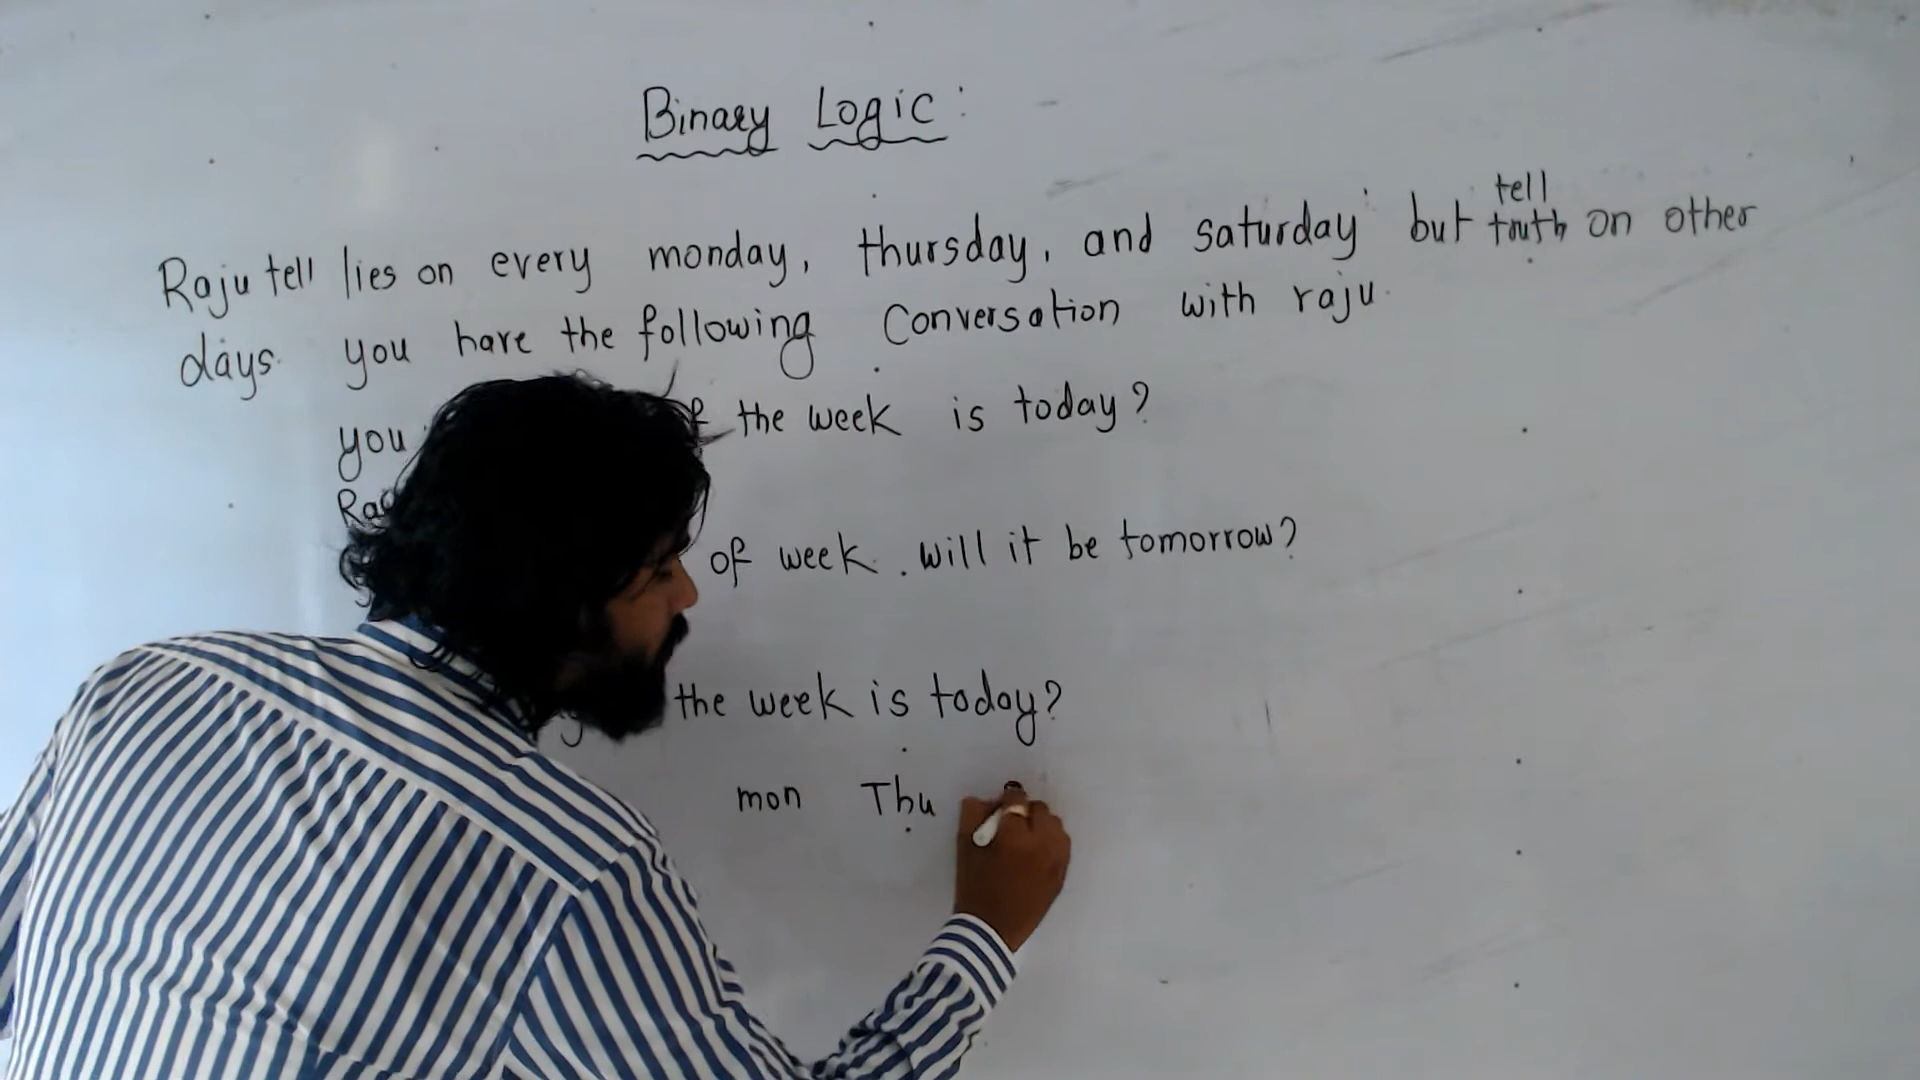 Binary Logic:
Raju tell lies on every monday, thursday, and saturday but tell truth on other
days. you have the following Conversation with raju.
you the week is today?
of week. will it be tomorrow?
the week is today?
mon Thu